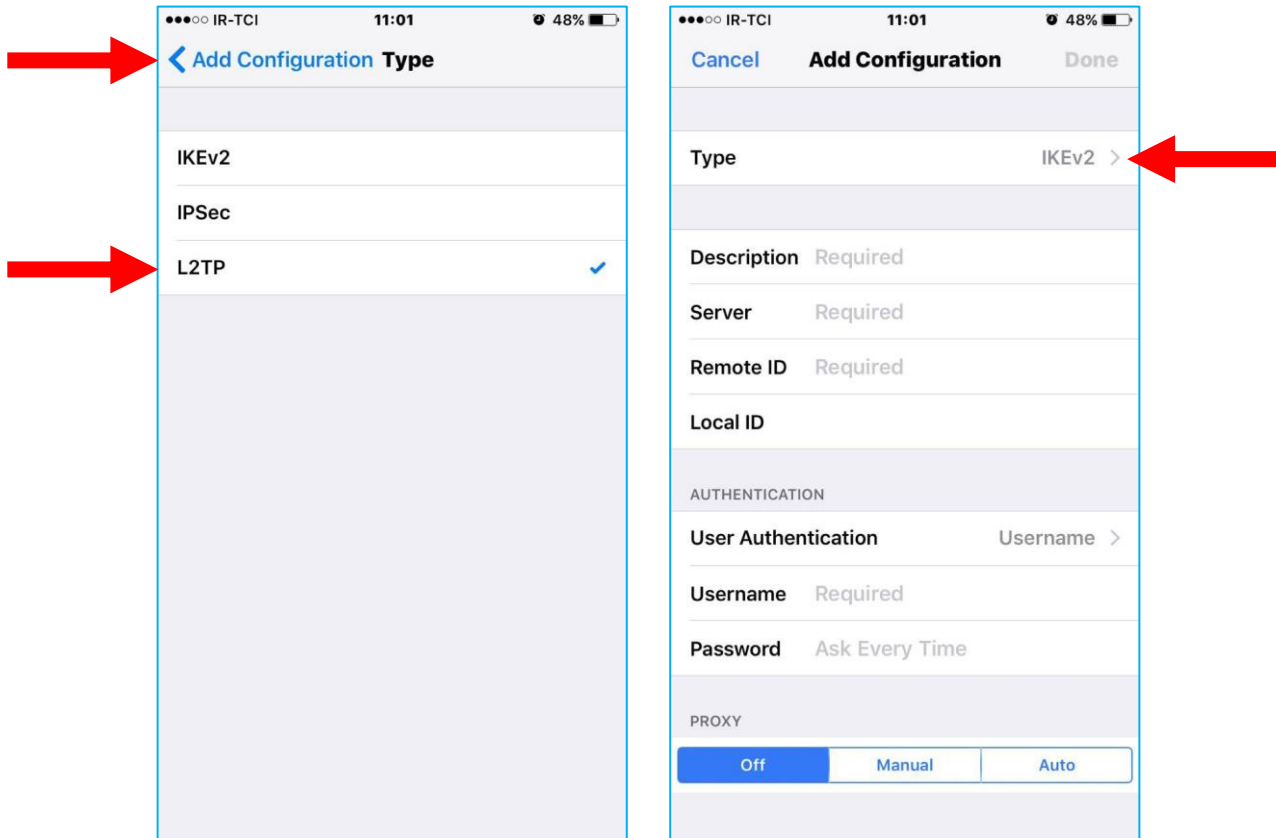 IR-TCI 11:01 48%
Add Configuration Type
IKEv2
IPSec
L2TP
IR-TCI 11:01 48%
Cancel Add Configuration Done
Type IKEv2
Description Required
Server Required
Remote ID Required
Local ID
AUTHENTICATION
User Authentication Username
Username Required
Password Ask Every Time
PROXY
Off Manual Auto